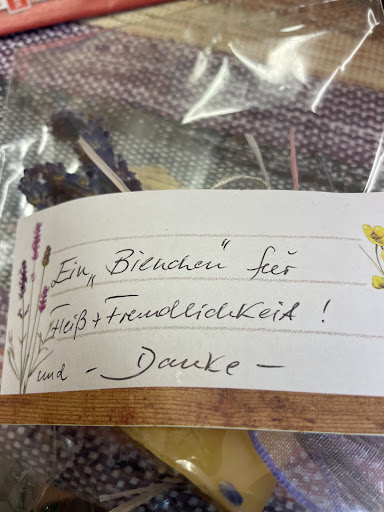 Ein „Bienchen" für
Fleiß + Freundlichkeit !
und - Danke -